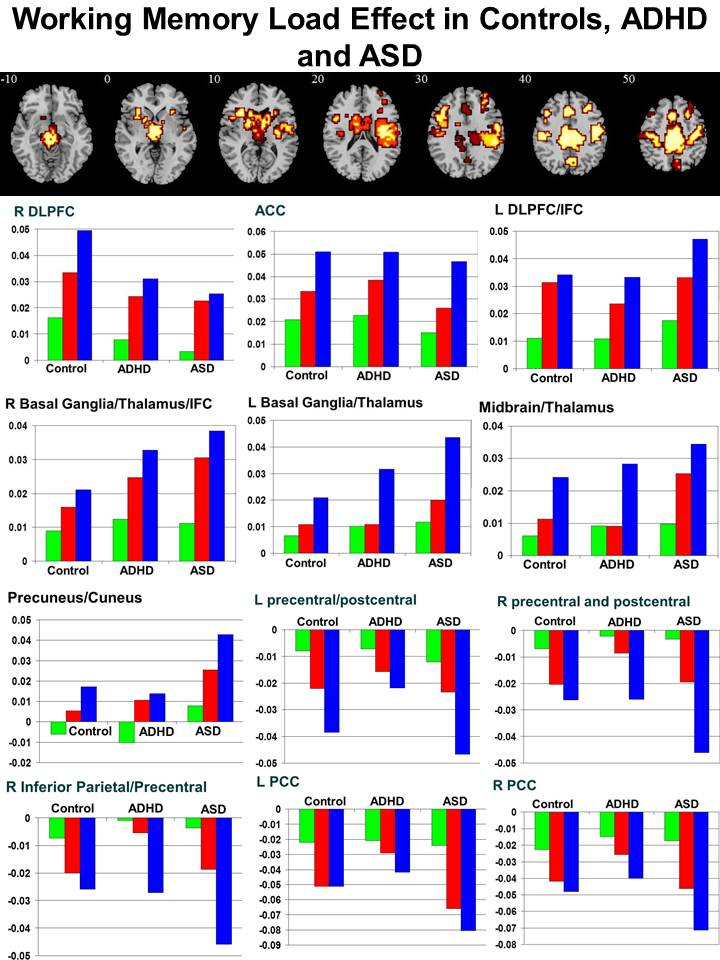 Working Memory Load Effect in Controls, ADHD
and ASD
-10 0 10 20 30 40 50
R DLPFC
0.05
0.04
0.03
0.02
0.01
0
Control ADHD ASD
ACC
0.06
0.05
0.04
0.03
0.02
0.01
0
Control ADHD ASD
L DLPFC/IFC
0.05
0.04
0.03
0.02
0.01
0
Control ADHD ASD
R Basal Ganglia/Thalamus/IFC
0.04
0.03
0.02
0.01
0
Control ADHD ASD
L Basal Ganglia/Thalamus
0.05
0.04
0.03
0.02
0.01
0
Control ADHD ASD
Midbrain/Thalamus
0.04
0.03
0.02
0.01
0
Control ADHD ASD
Precuneus/Cuneus
0.05
0.04
0.03
0.02
0.01
0
-0.01
-0.02
Control ADHD ASD
L precentral/postcentral
Control ADHD ASD
0
-0.01
-0.02
-0.03
-0.04
-0.05
R precentral and postcentral
Control ADHD ASD
0
-0.01
-0.02
-0.03
-0.04
-0.05
R Inferior Parietal/Precentral
Control ADHD ASD
0
-0.01
-0.02
-0.03
-0.04
-0.05
L PCC
Control ADHD ASD
0
-0.01
-0.02
-0.03
-0.04
-0.05
-0.06
-0.07
-0.08
-0.09
R PCC
Control ADHD ASD
0
-0.01
-0.02
-0.03
-0.04
-0.05
-0.06
-0.07
-0.08